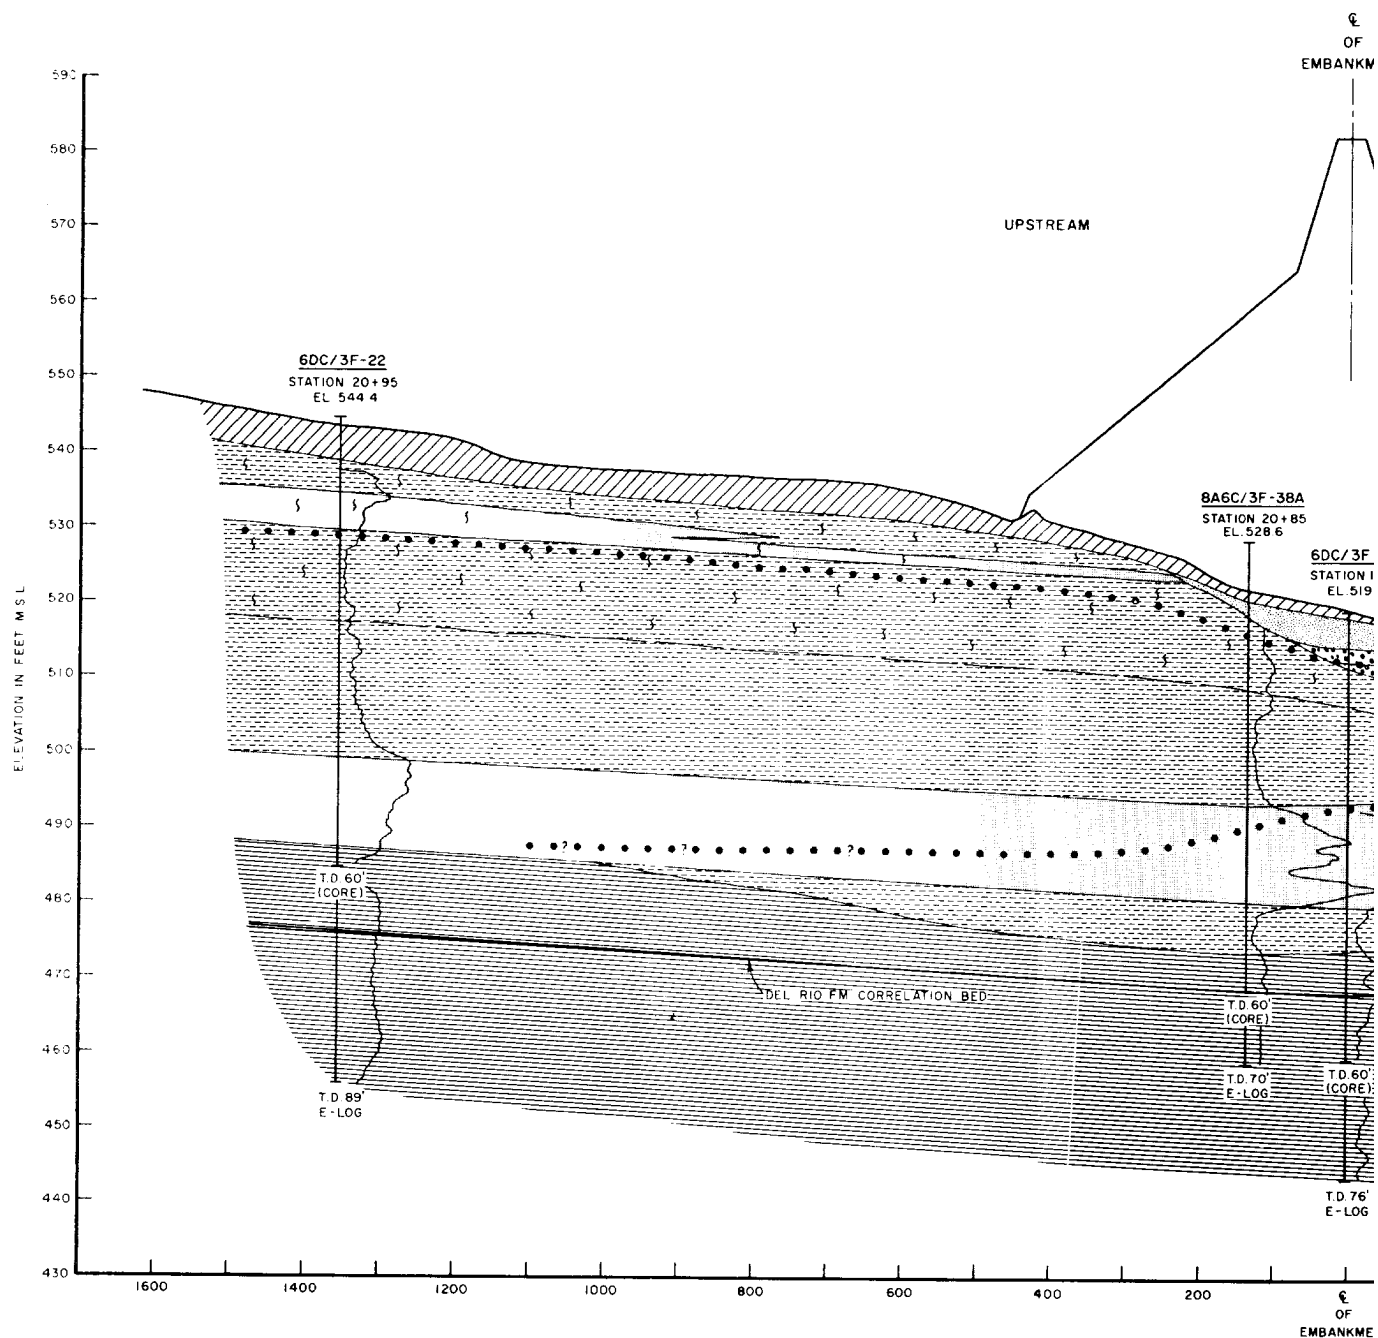 ℄
OF
EMBANKM
590
580
570
UPSTREAM
560
550
540
530
520
510
500
490
480
470
460
450
440
430
ELEVATION IN FEET M.S.L
6DC/3F-22
STATION 20+95
EL 544.4
8A6C/3F-38A
STATION 20+85
EL.528.6
6DC/3F
STATION 1
EL.519
?
?
?
T.D.60'
(CORE)
DEL RIO FM CORRELATION BED
T.D.60'
(CORE)
T.D.70'
E-LOG
T.D.60'
(CORE)
T.D.89'
E-LOG
T.D.76'
E-LOG
1600
1400
1200
1000
800
600
400
200
℄
OF
EMBANKME